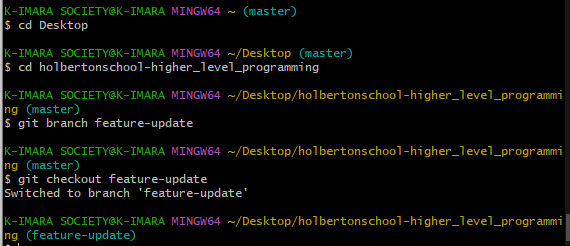 K-IMARA SOCIETY@K-IMARA MINGW64 ~ (master)
$ cd Desktop
K-IMARA SOCIETY@K-IMARA MINGW64 ~/Desktop (master)
$ cd holbertonschool-higher_level_programming
K-IMARA SOCIETY@K-IMARA MINGW64 ~/Desktop/holbertonschool-higher_level_programmi
ng (master)
$ git branch feature-update
K-IMARA SOCIETY@K-IMARA MINGW64 ~/Desktop/holbertonschool-higher_level_programmi
ng (master)
$ git checkout feature-update
Switched to branch 'feature-update'
K-IMARA SOCIETY@K-IMARA MINGW64 ~/Desktop/holbertonschool-higher_level_programmi
ng (feature-update)
$